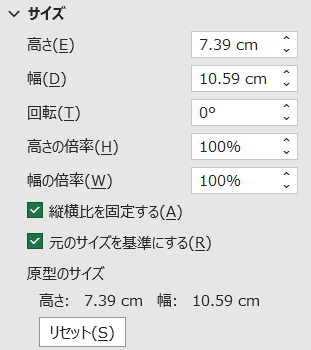 サイズ
高さ(E) 7.39 cm
幅(D) 10.59 cm
回転(T) 0°
高さの倍率(H) 100%
幅の倍率(W) 100%
縦横比を固定する(A)
元のサイズを基準にする(R)
原型のサイズ
高さ: 7.39 cm 幅: 10.59 cm
リセット(S)